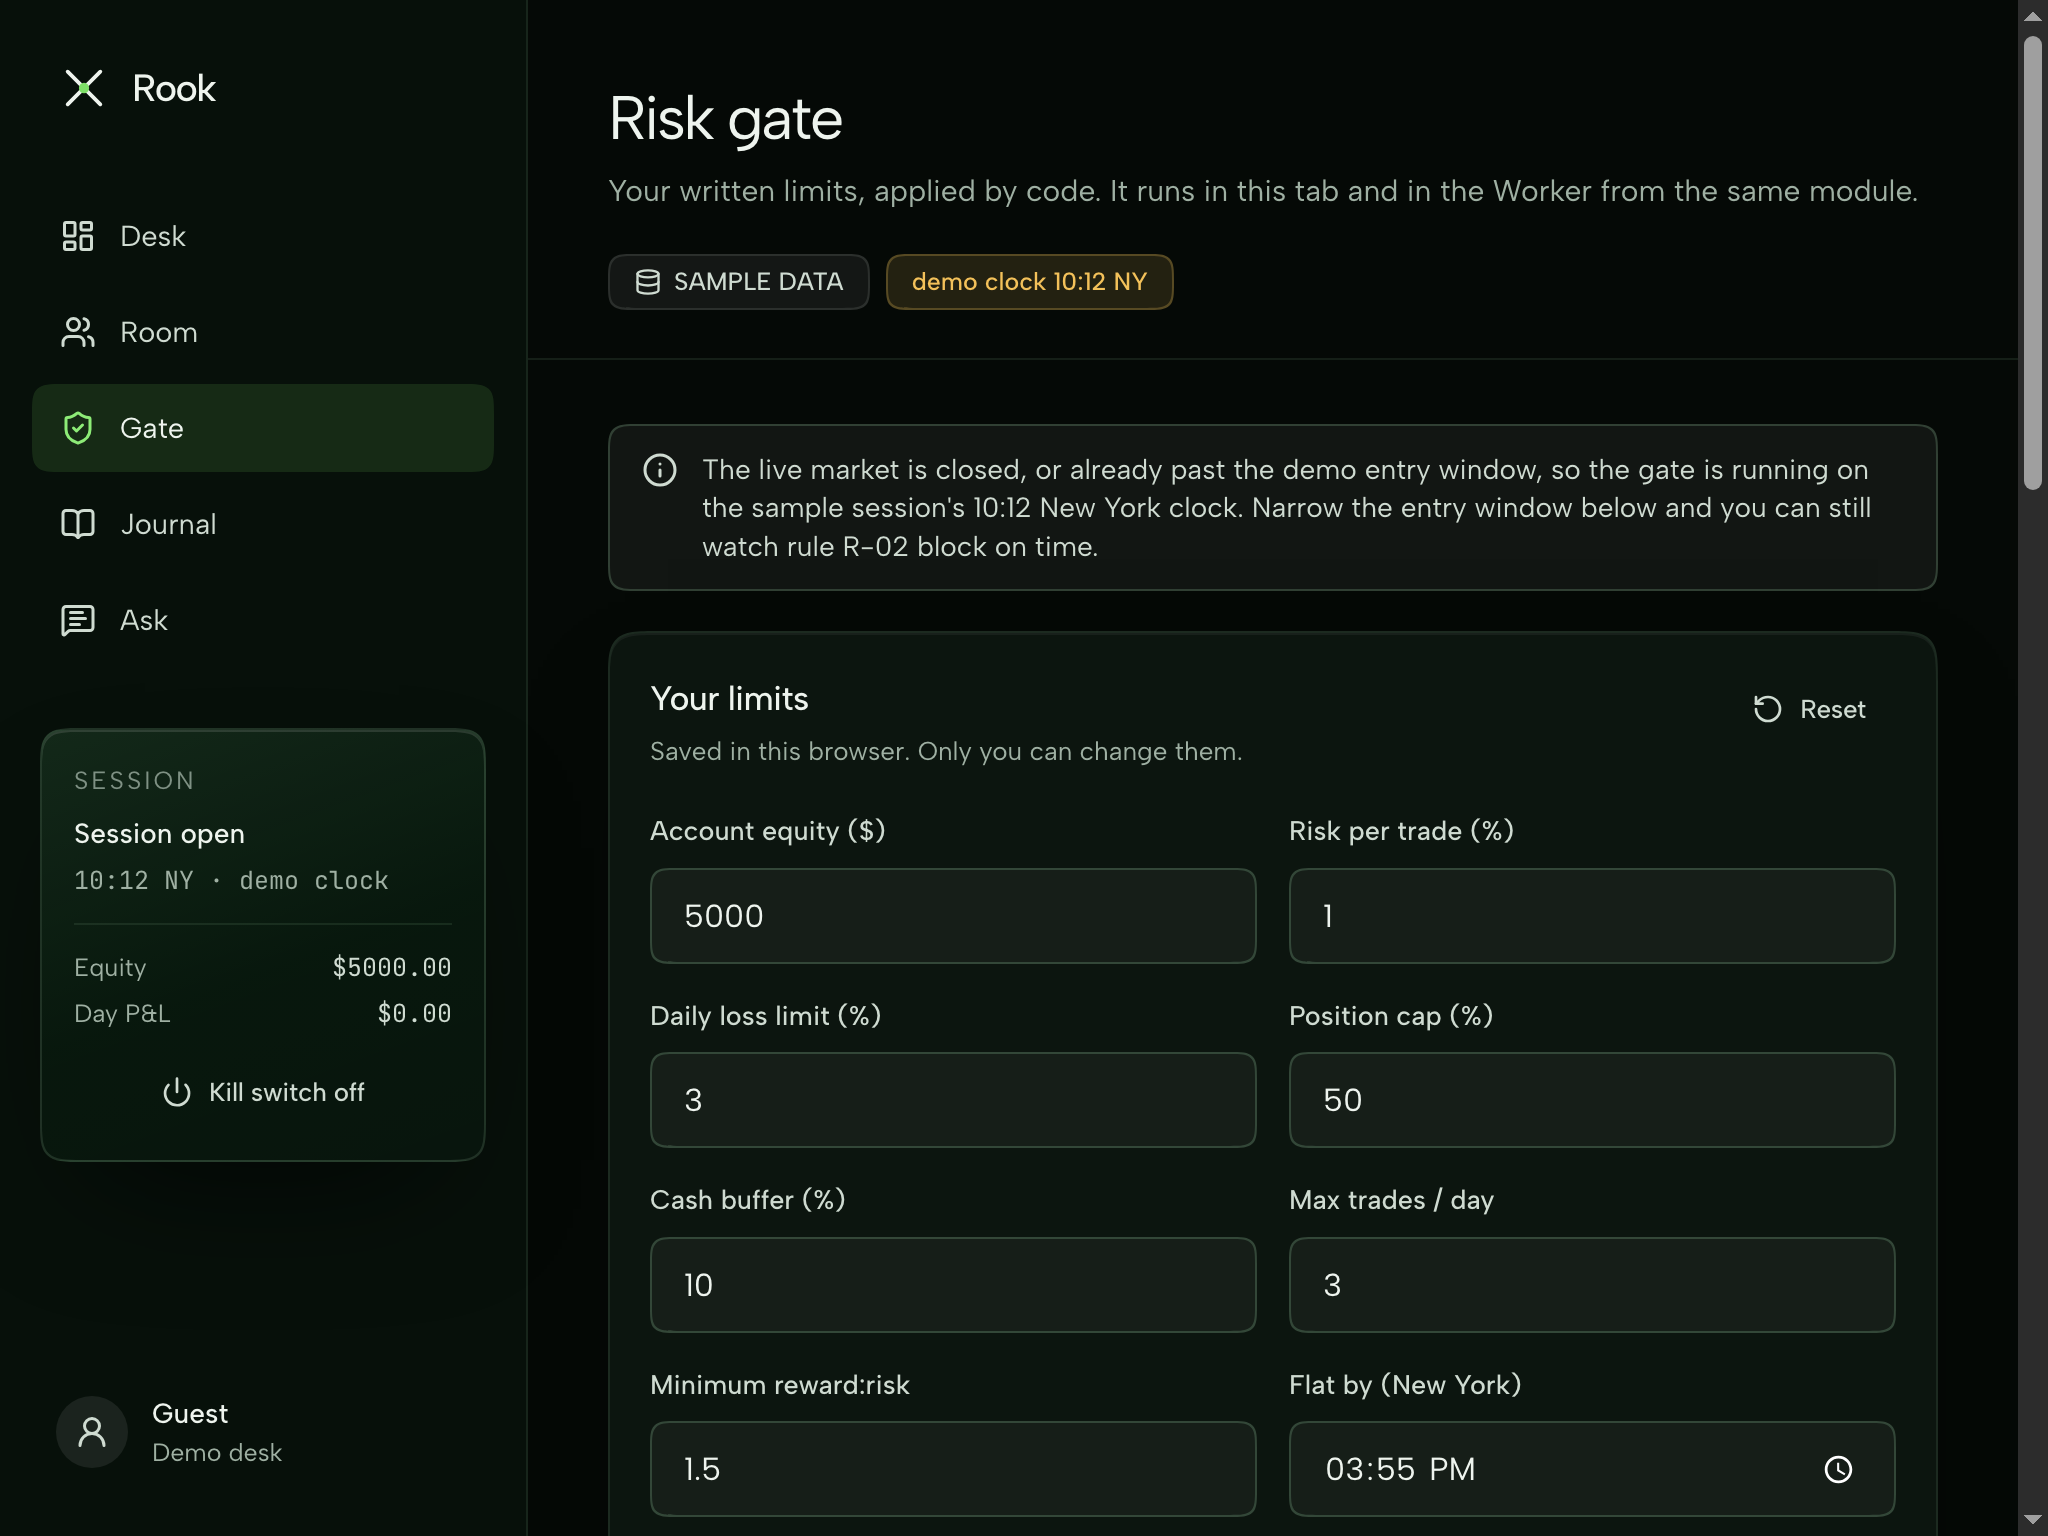 Rook
Desk
Room
Gate
Journal
Ask
SESSION
Session open
10:12 NY · demo clock
Equity $5000.00
Day P&L $0.00
Kill switch off
Guest
Demo desk
Risk gate
Your written limits, applied by code. It runs in this tab and in the Worker from the same module.
SAMPLE DATA
demo clock 10:12 NY
The live market is closed, or already past the demo entry window, so the gate is running on
the sample session's 10:12 New York clock. Narrow the entry window below and you can still
watch rule R-02 block on time.
Your limits
Reset
Saved in this browser. Only you can change them.
Account equity ($) Risk per trade (%)
5000 1
Daily loss limit (%) Position cap (%)
3 50
Cash buffer (%) Max trades / day
10 3
Minimum reward:risk Flat by (New York)
1.5 03:55 PM